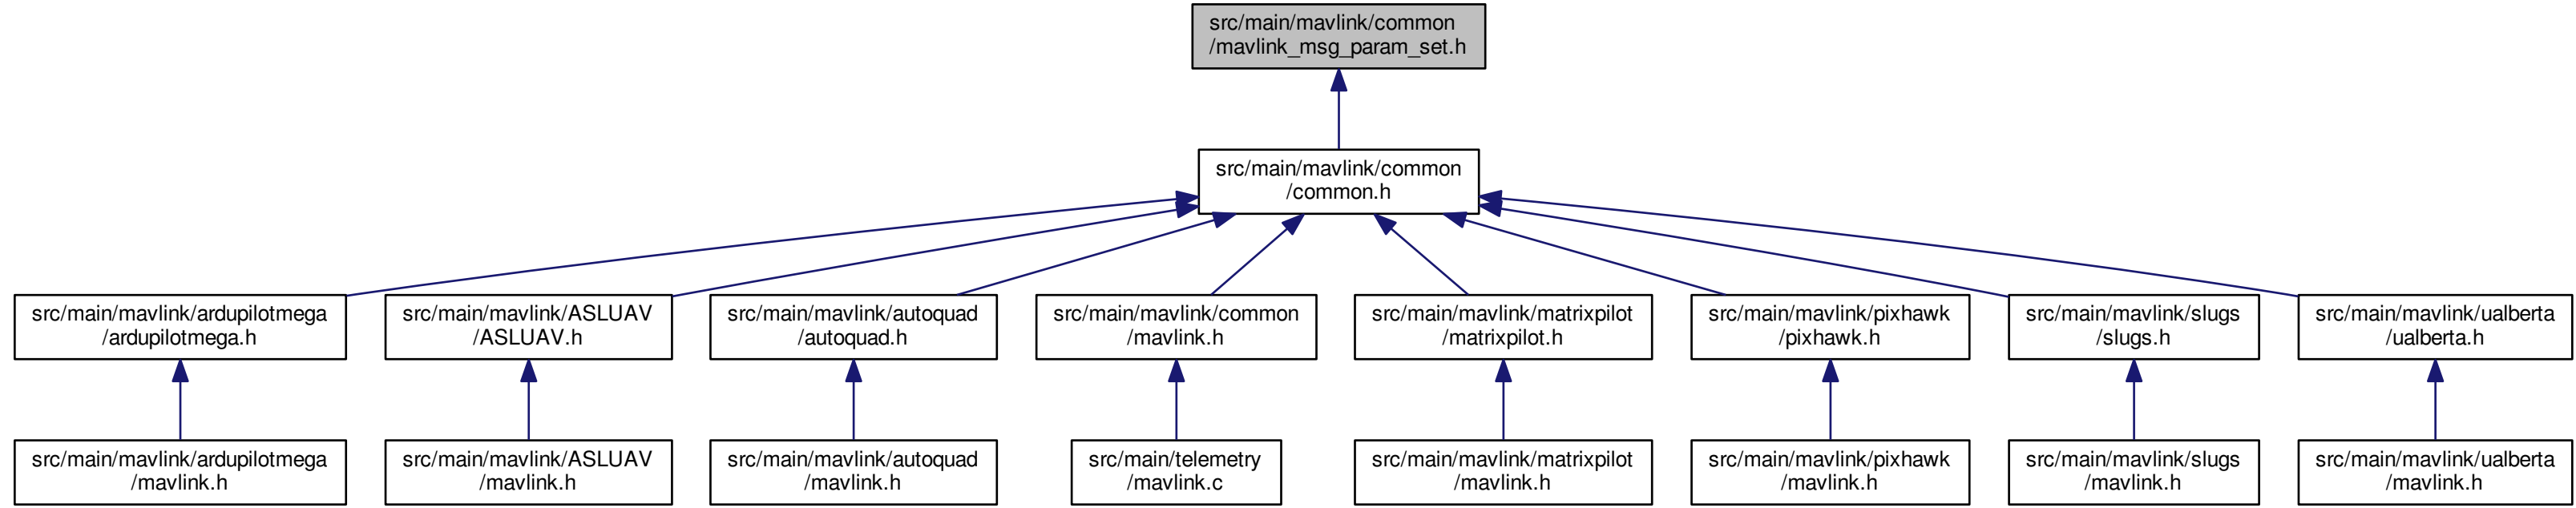 src/main/mavlink/common
/mavlink_msg_param_set.h
src/main/mavlink/common
/common.h
src/main/mavlink/ardupilotmega
/ardupilotmega.h
src/main/mavlink/ASLUAV
/ASLUAV.h
src/main/mavlink/autoquad
/autoquad.h
src/main/mavlink/common
/mavlink.h
src/main/mavlink/matrixpilot
/matrixpilot.h
src/main/mavlink/pixhawk
/pixhawk.h
src/main/mavlink/slugs
/slugs.h
src/main/mavlink/ualberta
/ualberta.h
src/main/mavlink/ardupilotmega
/mavlink.h
src/main/mavlink/ASLUAV
/mavlink.h
src/main/mavlink/autoquad
/mavlink.h
src/main/telemetry
/mavlink.c
src/main/mavlink/matrixpilot
/mavlink.h
src/main/mavlink/pixhawk
/mavlink.h
src/main/mavlink/slugs
/mavlink.h
src/main/mavlink/ualberta
/mavlink.h